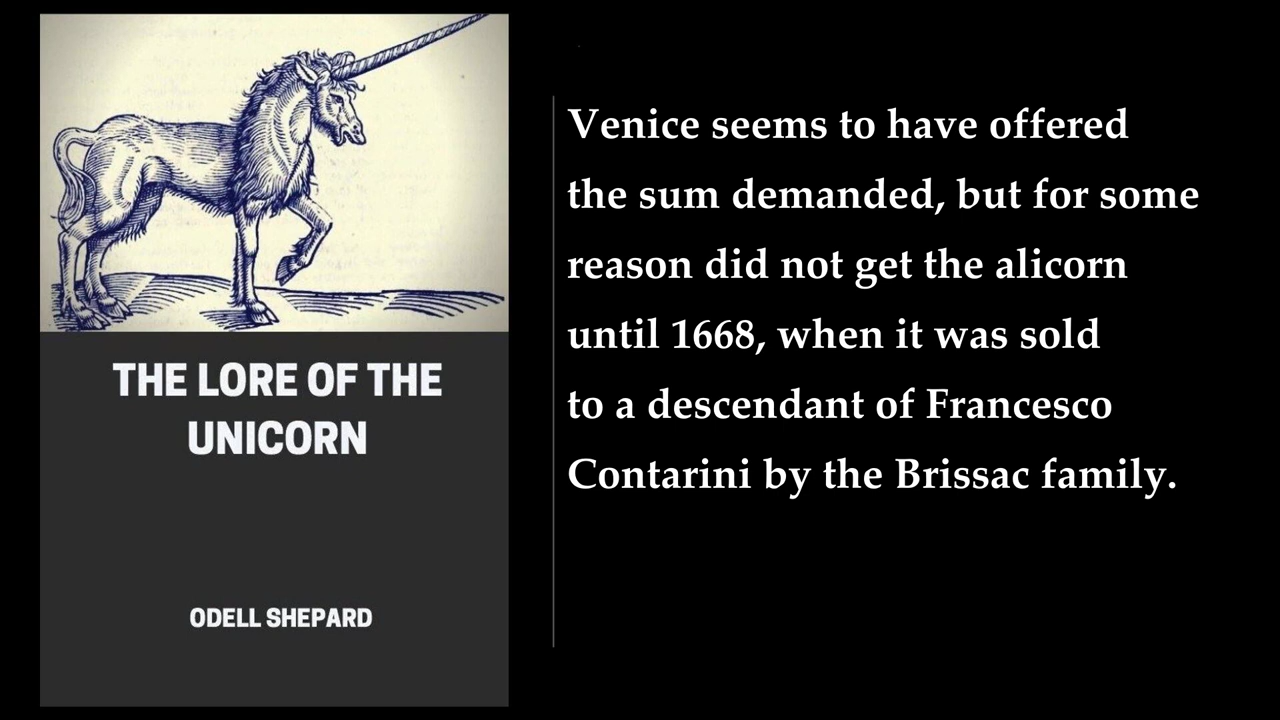 THE LORE OF THE
UNICORN
ODELL SHEPARD
Venice seems to have offered
the sum demanded, but for some
reason did not get the alicorn
until 1668, when it was sold
to a descendant of Francesco
Contarini by the Brissac family.